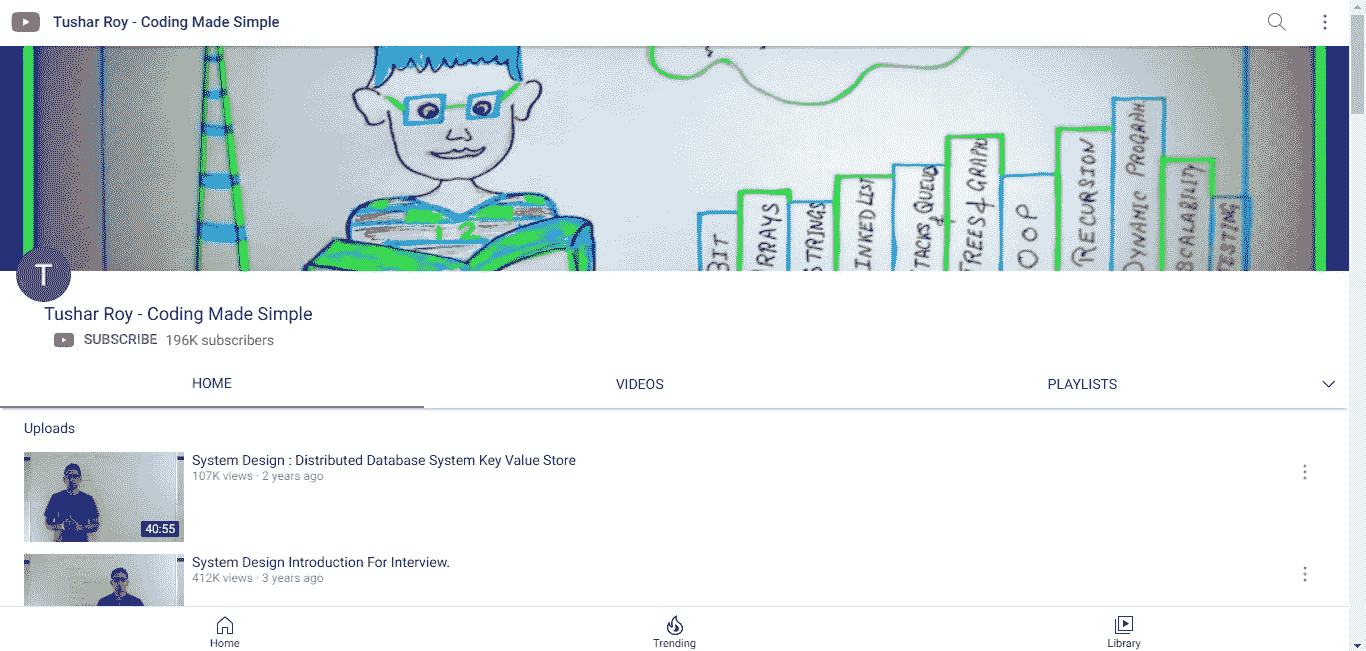 Tushar Roy - Coding Made Simple
BIT
ARRAYS
STRINGS
LINKED LIST
STACKS & QUEUE
TREES & GRAPH
OOP
RECURSION
DYNAMIC PROGRAM
SCALABILITY
TESTING
12
T
Tushar Roy - Coding Made Simple
SUBSCRIBE 196K subscribers
HOME VIDEOS PLAYLISTS
Uploads
System Design : Distributed Database System Key Value Store
107K views · 2 years ago
40:55
System Design Introduction For Interview.
412K views · 3 years ago
Home Trending Library